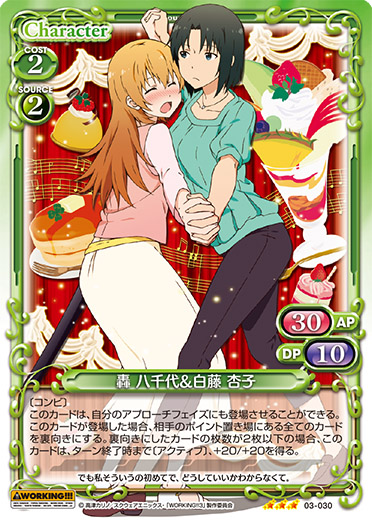 Character
COST
2
SOURCE
2
30 AP
DP 10
轟 八千代&白藤 杏子
[コンビ]
このカードは、自分のアプローチフェイズにも登場させることができる。
このカードが登場した場合、相手のポイント置き場にある全てのカード
を裏向きにする。裏向きにしたカードの枚数が2枚以下の場合、この
カードは、ターン終了時まで〔アクティブ〕、+20/+20を得る。
でも私そういうの初めてで、どうしていいかわからなくて。
WORKING!!!
© 高津カリノ/スクウェアエニックス・「WORKING!!3」製作委員会
03-030